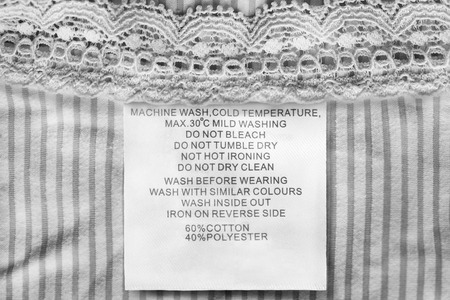 MACHINE WASH,COLD TEMPERATURE,
MAX.30°C MILD WASHING
DO NOT BLEACH
DO NOT TUMBLE DRY
NOT HOT IRONING
DO NOT DRY CLEAN
WASH BEFORE WEARING
WASH WITH SIMILAR COLOURS
WASH INSIDE OUT
IRON ON REVERSE SIDE
60%COTTON
40%POLYESTER